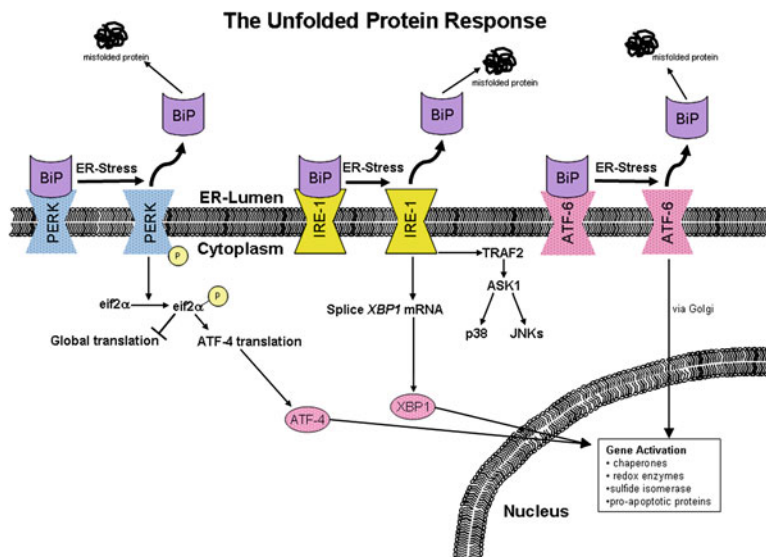 The Unfolded Protein Response
misfolded protein
misfolded protein
misfolded protein
BiP
BiP
BiP
BiP
ER-Stress
BiP
ER-Stress
BiP
ER-Stress
PERK
PERK
ER-Lumen
Cytoplasm
IRE-1
IRE-1
ATF-6
ATF-6
P
TRAF2
ASK1
p38
JNKs
eif2α
eif2α
P
Global translation
ATF-4 translation
Splice XBP1 mRNA
via Golgi
ATF-4
XBP1
Gene Activation
• chaperones
• redox enzymes
•sulfide isomerase
•pro-apoptotic proteins
Nucleus